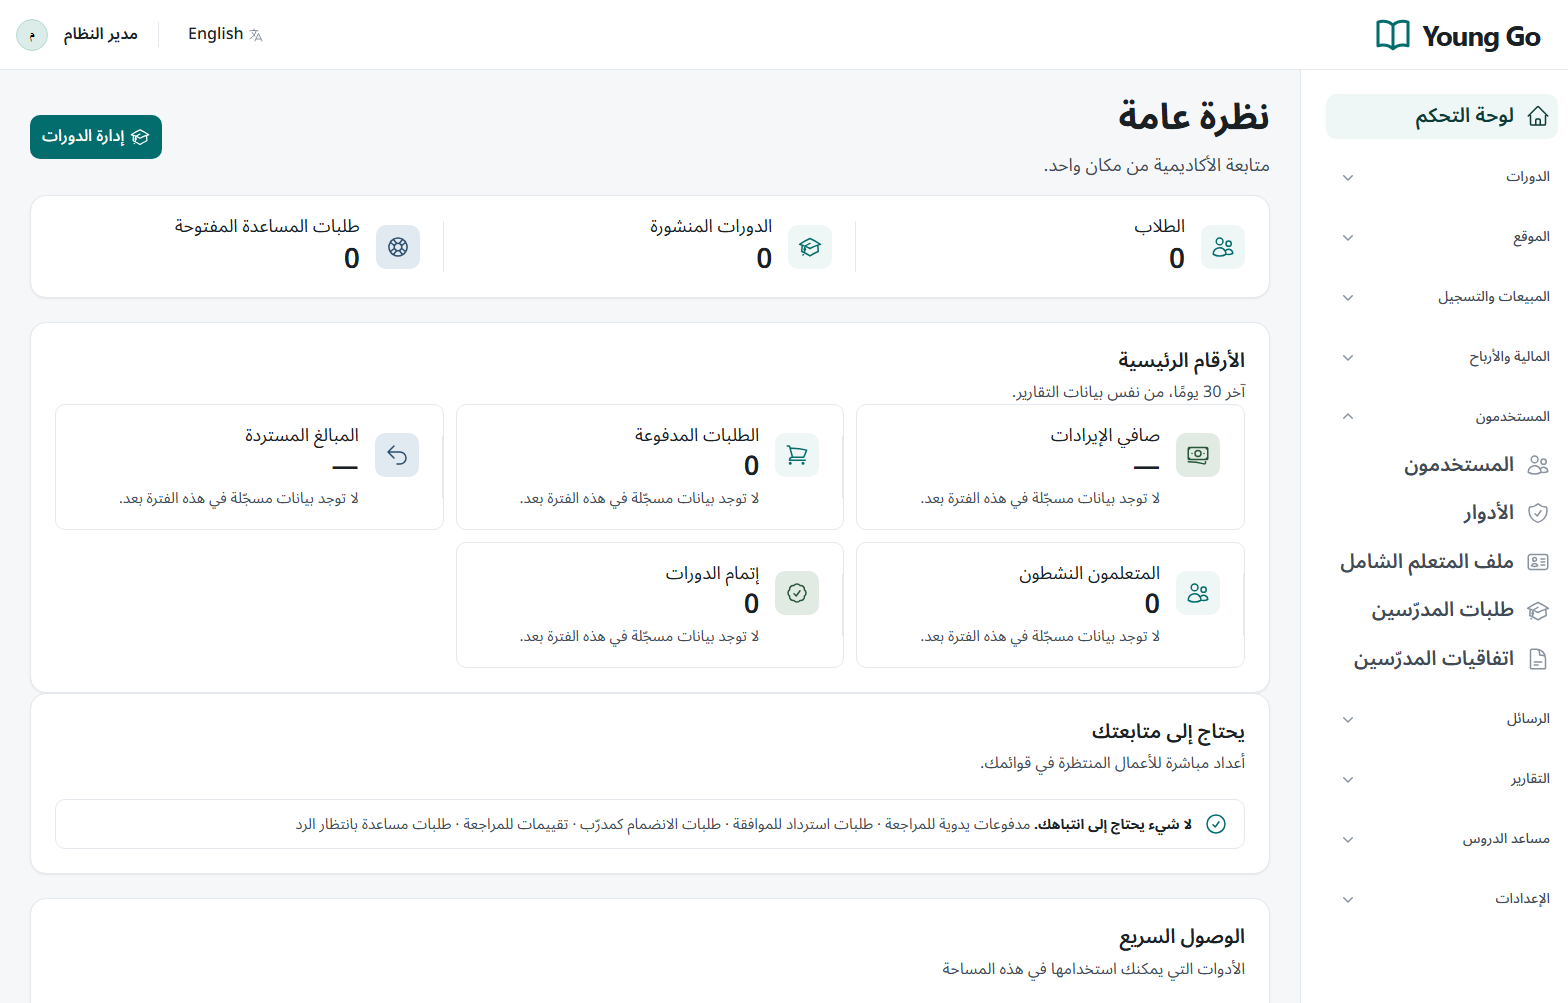 Young Go
English
مدير النظام
م
لوحة التحكم
الدورات
الموقع
المبيعات والتسجيل
المالية والأرباح
المستخدمون
المستخدمون
الأدوار
ملف المتعلم الشامل
طلبات المدرّسين
اتفاقيات المدرّسين
الرسائل
التقارير
مساعد الدروس
الإعدادات
نظرة عامة
متابعة الأكاديمية من مكان واحد.
إدارة الدورات
الطلاب
0
الدورات المنشورة
0
طلبات المساعدة المفتوحة
0
الأرقام الرئيسية
آخر 30 يومًا، من نفس بيانات التقارير.
صافي الإيرادات
—
لا توجد بيانات مسجّلة في هذه الفترة بعد.
الطلبات المدفوعة
0
لا توجد بيانات مسجّلة في هذه الفترة بعد.
المبالغ المستردة
—
لا توجد بيانات مسجّلة في هذه الفترة بعد.
المتعلمون النشطون
0
لا توجد بيانات مسجّلة في هذه الفترة بعد.
إتمام الدورات
0
لا توجد بيانات مسجّلة في هذه الفترة بعد.
يحتاج إلى متابعتك
أعداد مباشرة للأعمال المنتظرة في قوائمك.
لا شيء يحتاج إلى انتباهك. مدفوعات يدوية للمراجعة · طلبات استرداد للموافقة · طلبات الانضمام كمدرّب · تقييمات للمراجعة · طلبات مساعدة بانتظار الرد
الوصول السريع
الأدوات التي يمكنك استخدامها في هذه المساحة